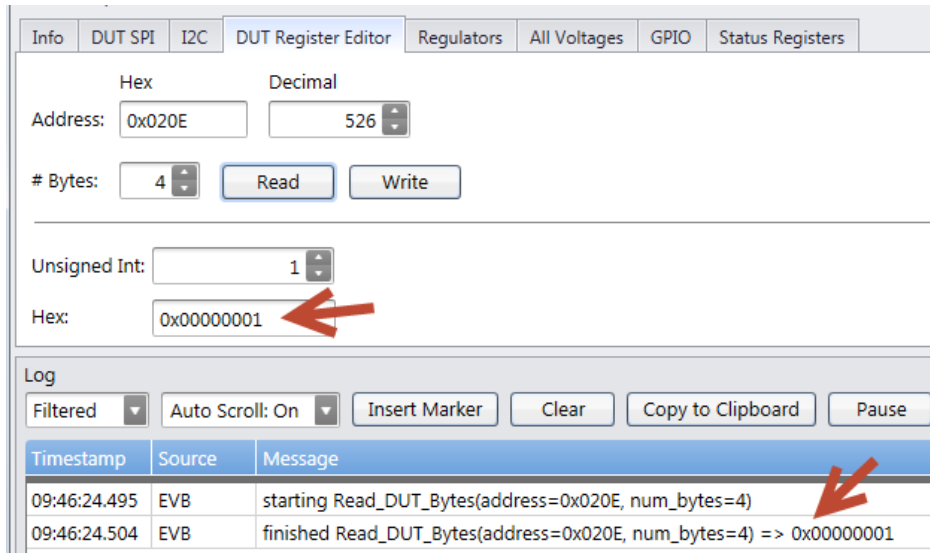 Info DUT SPI I2C DUT Register Editor Regulators All Voltages GPIO Status Registers
Hex Decimal
Address: 0x020E 526
# Bytes: 4 Read Write
Unsigned Int: 1
Hex: 0x00000001
Log
Filtered Auto Scroll: On Insert Marker Clear Copy to Clipboard Pause
Timestamp Source Message
09:46:24.495 EVB starting Read_DUT_Bytes(address=0x020E, num_bytes=4)
09:46:24.504 EVB finished Read_DUT_Bytes(address=0x020E, num_bytes=4) => 0x00000001